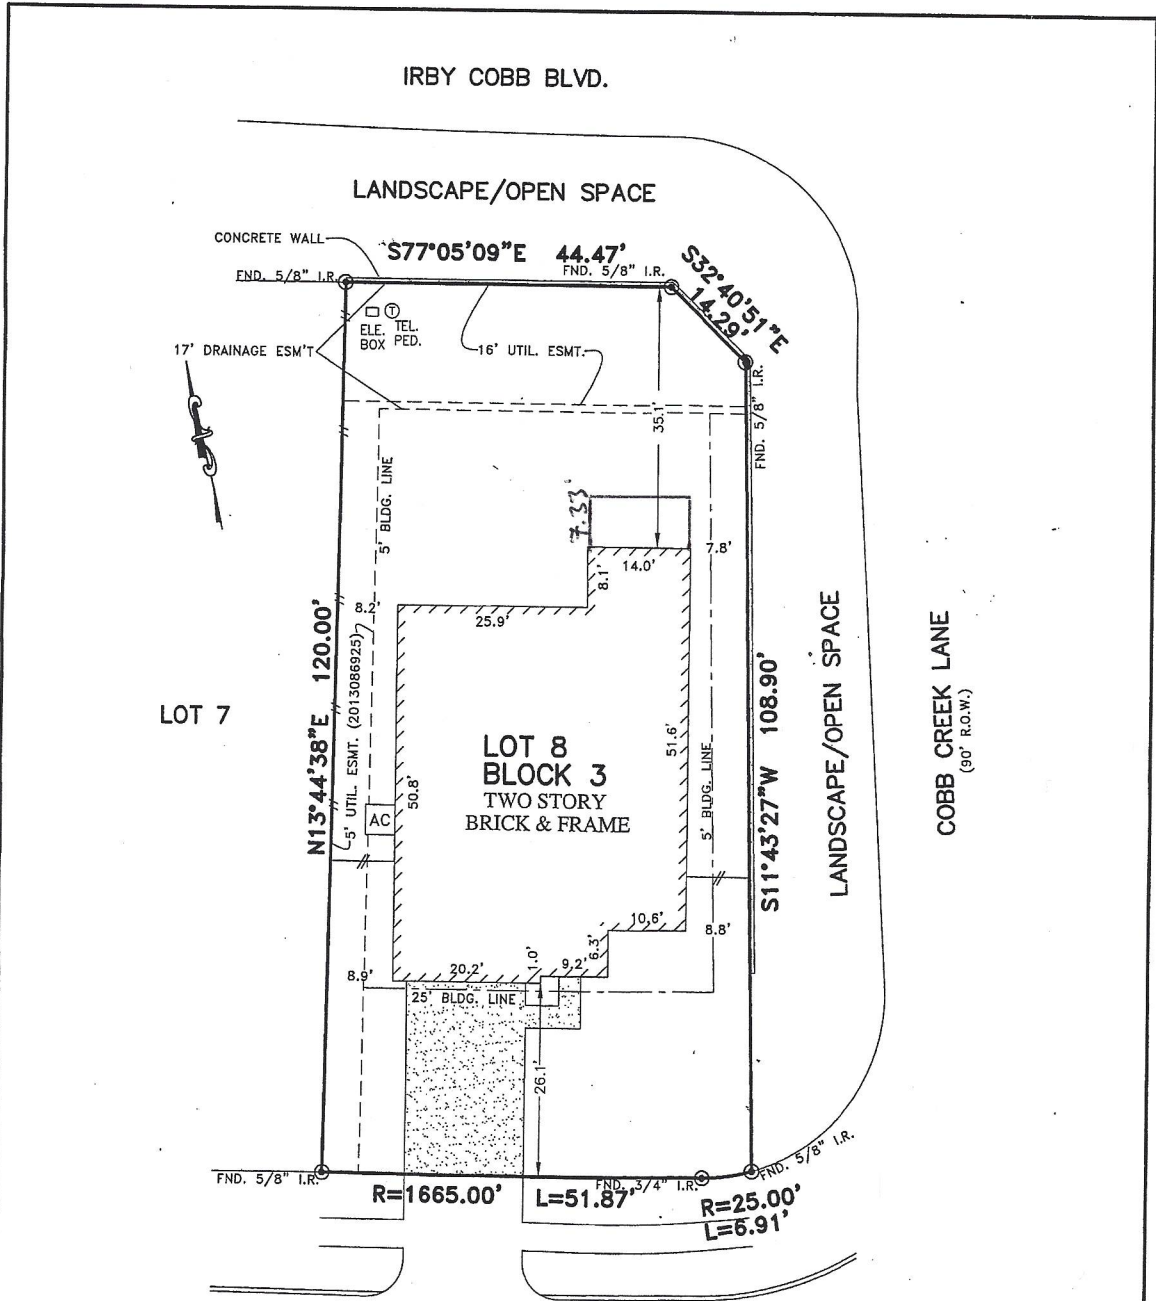 IRBY COBB BLVD.
LANDSCAPE/OPEN SPACE
CONCRETE WALL
S77°05'09"E 44.47'
FND. 5/8" I.R.
FND. 5/8" I.R.
S32°40'51"E
14.29'
ELE. BOX
TEL. PED.
17' DRAINAGE ESM'T
16' UTIL. ESMT.
FND. 5/8" I.R.
35.1'
5' BLDG. LINE
7.33'
7.8'
14.0'
8.1'
8.2'
25.9'
N13°44'38"E 120.00'
5' UTIL. ESMT. (2013086925)
LOT 7
LOT 8
BLOCK 3
TWO STORY
BRICK & FRAME
50.8'
51.6'
AC
5' BLDG. LINE
S11°43'27"W 108.90'
LANDSCAPE/OPEN SPACE
COBB CREEK LANE
(90' R.O.W.)
10.6'
8.8'
6.3'
9.2'
1.0'
20.2'
8.9'
25' BLDG. LINE
26.1'
FND. 5/8" I.R.
R=1665.00' L=51.87'
FND. 3/4" I.R.
FND. 5/8" I.R.
R=25.00'
L=6.91'